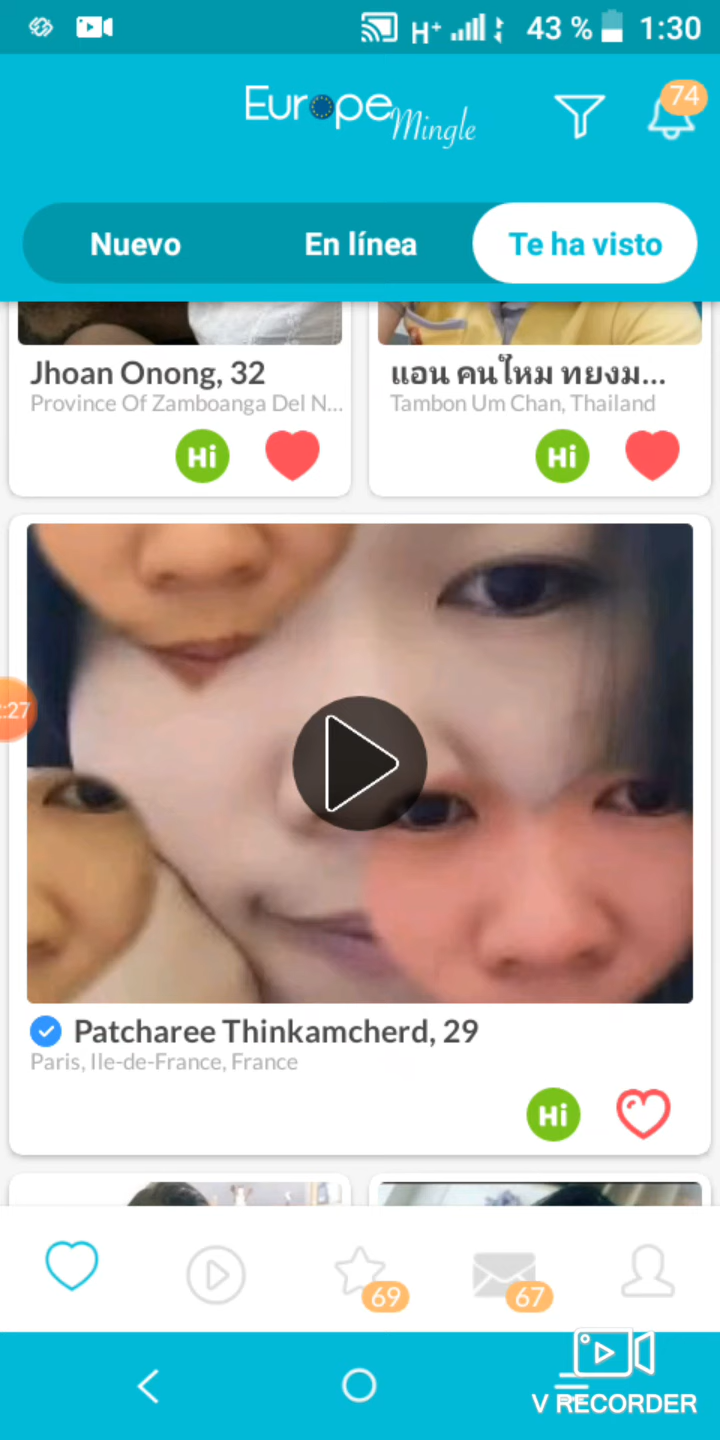 H+ 43 % 1:30
Europe Mingle
74
Nuevo En línea Te ha visto
Jhoan Onong, 32
Province Of Zamboanga Del N...
Hi
แอน คนไหม ทยงม...
Tambon Um Chan, Thailand
Hi
:27
Patcharee Thinkamcherd, 29
Paris, Ile-de-France, France
Hi
69 67
V RECORDER